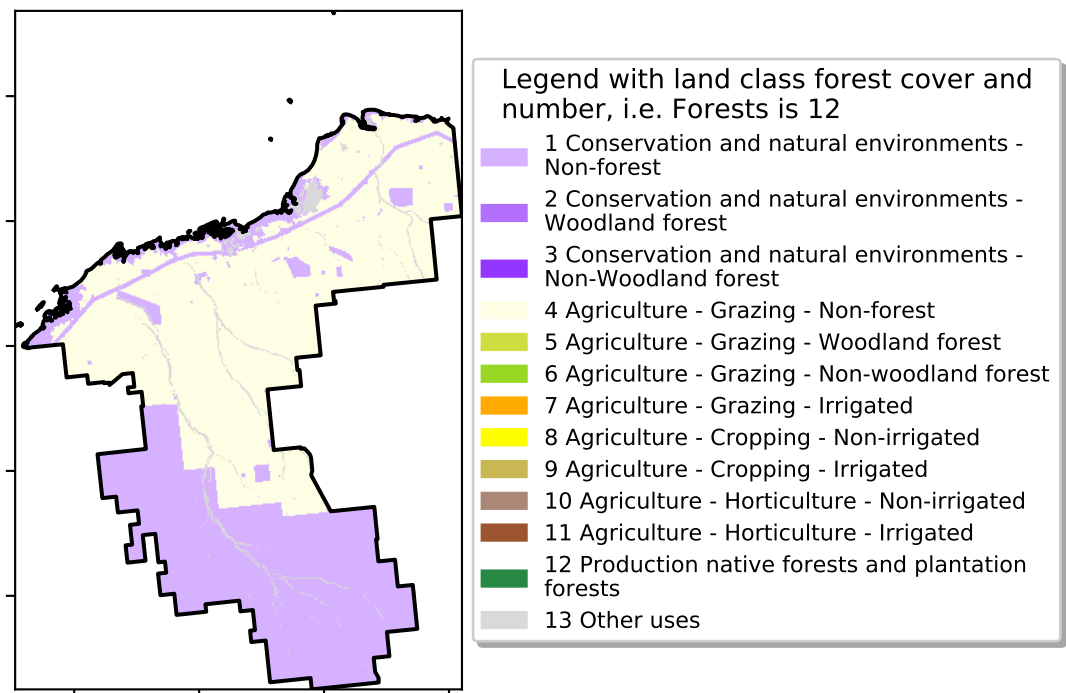 Legend with land class forest cover and
number, i.e. Forests is 12
1 Conservation and natural environments -
Non-forest
2 Conservation and natural environments -
Woodland forest
3 Conservation and natural environments -
Non-Woodland forest
4 Agriculture - Grazing - Non-forest
5 Agriculture - Grazing - Woodland forest
6 Agriculture - Grazing - Non-woodland forest
7 Agriculture - Grazing - Irrigated
8 Agriculture - Cropping - Non-irrigated
9 Agriculture - Cropping - Irrigated
10 Agriculture - Horticulture - Non-irrigated
11 Agriculture - Horticulture - Irrigated
12 Production native forests and plantation
forests
13 Other uses